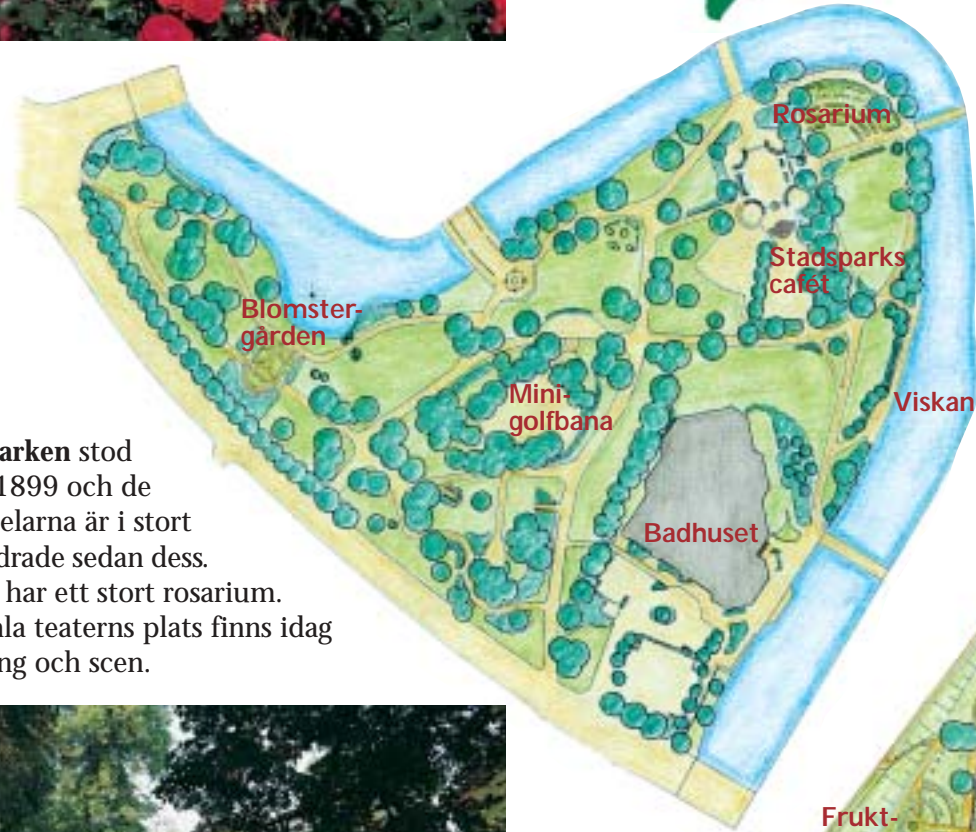 Rosarium
Stadsparks
cafét
Blomster-
gården
Mini-
golfbana
Viskan
Badhuset
arken stod
1899 och de
elarna är i stort
drade sedan dess.
har ett stort rosarium.
la teaterns plats finns idag
ng och scen.
Frukt-